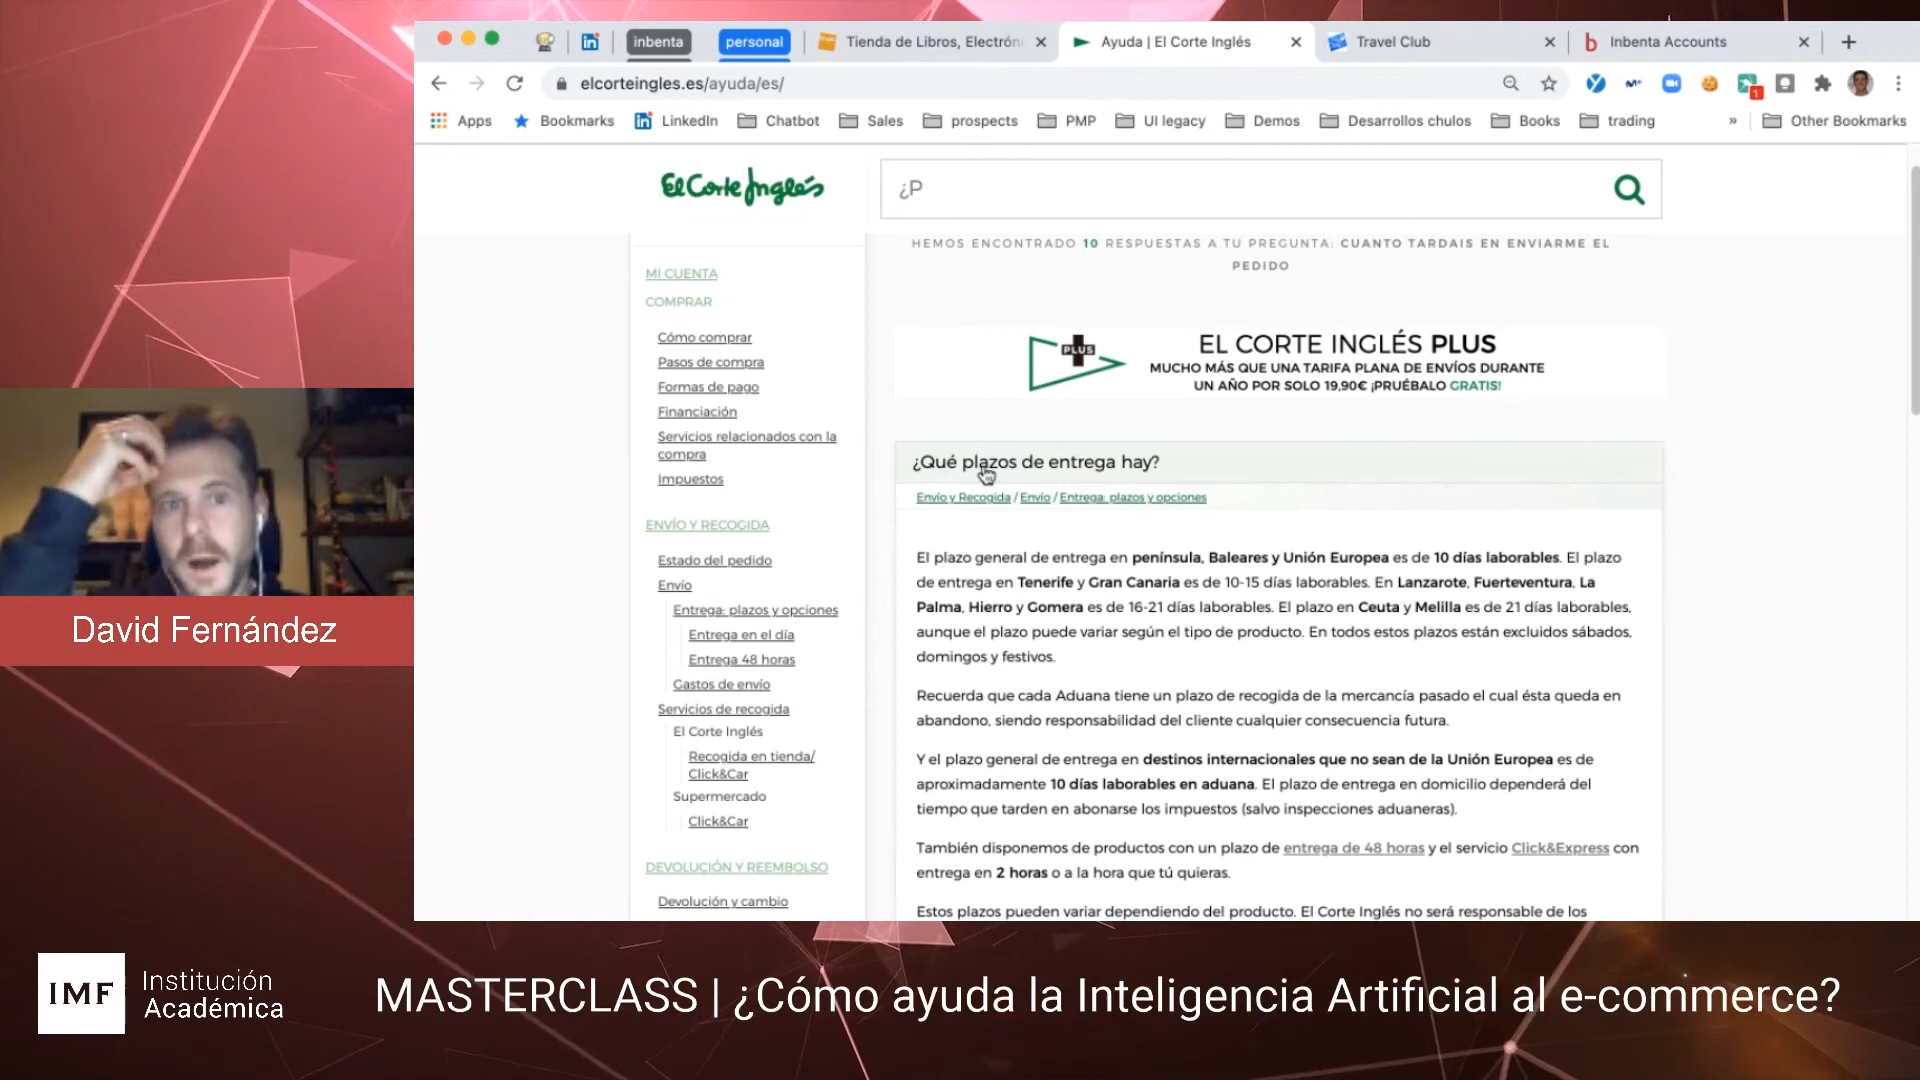 inbenta
personal
Tienda de Libros, Electróni
Ayuda | El Corte Inglés
Travel Club
Inbenta Accounts
elcorteingles.es/ayuda/es/
1
Apps
Bookmarks
LinkedIn
Chatbot
Sales
prospects
PMP
UI legacy
Demos
Desarrollos chulos
Books
trading
»
Other Bookmarks
El Corte Inglés
¿P
HEMOS ENCONTRADO 10 RESPUESTAS A TU PREGUNTA: CUANTO TARDAIS EN ENVIARME EL
PEDIDO
MI CUENTA
COMPRAR
Cómo comprar
Pasos de compra
Formas de pago
Financiación
Servicios relacionados con la
compra
Impuestos
ENVÍO Y RECOGIDA
Estado del pedido
Envío
Entrega: plazos y opciones
Entrega en el día
Entrega 48 horas
Gastos de envío
Servicios de recogida
El Corte Inglés
Recogida en tienda/
Click&Car
Supermercado
Click&Car
DEVOLUCIÓN Y REEMBOLSO
Devolución y cambio
PLUS
EL CORTE INGLÉS PLUS
MUCHO MÁS QUE UNA TARIFA PLANA DE ENVÍOS DURANTE
UN AÑO POR SOLO 19,90€ ¡PRUÉBALO GRATIS!
¿Qué plazos de entrega hay?
Envío y Recogida / Envío / Entrega: plazos y opciones
El plazo general de entrega en península, Baleares y Unión Europea es de 10 días laborables. El plazo
de entrega en Tenerife y Gran Canaria es de 10-15 días laborables. En Lanzarote, Fuerteventura, La
Palma, Hierro y Gomera es de 16-21 días laborables. El plazo en Ceuta y Melilla es de 21 días laborables,
aunque el plazo puede variar según el tipo de producto. En todos estos plazos están excluidos sábados,
domingos y festivos.
Recuerda que cada Aduana tiene un plazo de recogida de la mercancía pasado el cual ésta queda en
abandono, siendo responsabilidad del cliente cualquier consecuencia futura.
Y el plazo general de entrega en destinos internacionales que no sean de la Unión Europea es de
aproximadamente 10 días laborables en aduana. El plazo de entrega en domicilio dependerá del
tiempo que tarden en abonarse los impuestos (salvo inspecciones aduaneras).
También disponemos de productos con un plazo de entrega de 48 horas y el servicio Click&Express con
entrega en 2 horas o a la hora que tú quieras.
Estos plazos pueden variar dependiendo del producto. El Corte Inglés no será responsable de los
David Fernández
IMF Institución
Académica
MASTERCLASS | ¿Cómo ayuda la Inteligencia Artificial al e-commerce?